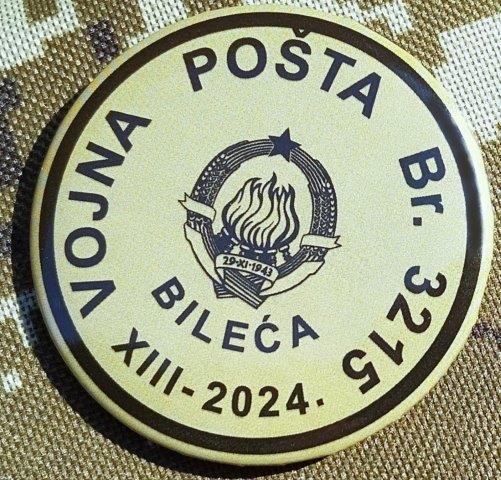 VOJNA POŠTA Br. 3215
29·XI·1943
BILEĆA
XIII-2024.